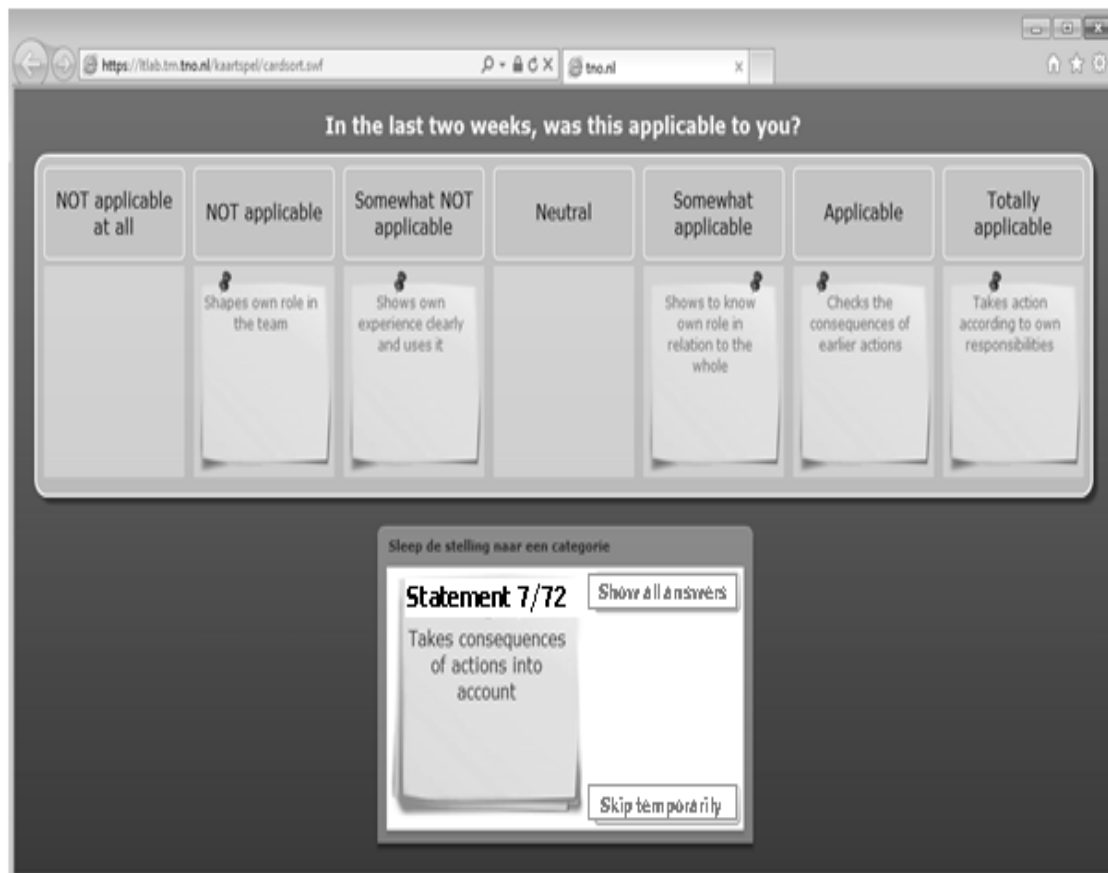 https://ltlab.tm.tno.nl/kaartspel/cardsort.swf
tno.nl
In the last two weeks, was this applicable to you?
NOT applicable
at all
NOT applicable
Somewhat NOT
applicable
Neutral
Somewhat
applicable
Applicable
Totally
applicable
Shapes own role in
the team
Shows own
experience clearly
and uses it
Shows to know
own role in
relation to the
whole
Checks the
consequences of
earlier actions
Takes action
according to own
responsibilities
Sleep de stelling naar een categorie
Statement 7/72
Takes consequences
of actions into
account
Show all answers
Skip temporarily